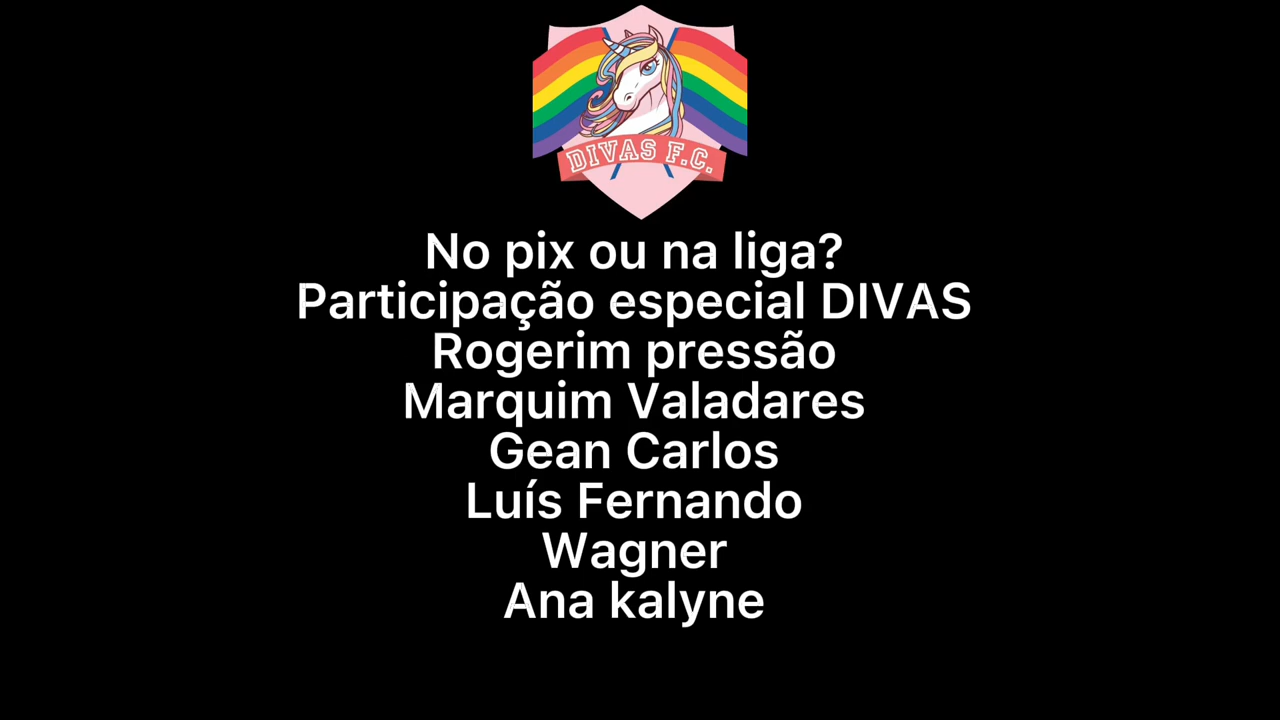 DIVAS F.C.
No pix ou na liga?
Participação especial DIVAS
Rogerim pressão
Marquim Valadares
Gean Carlos
Luís Fernando
Wagner
Ana kalyne